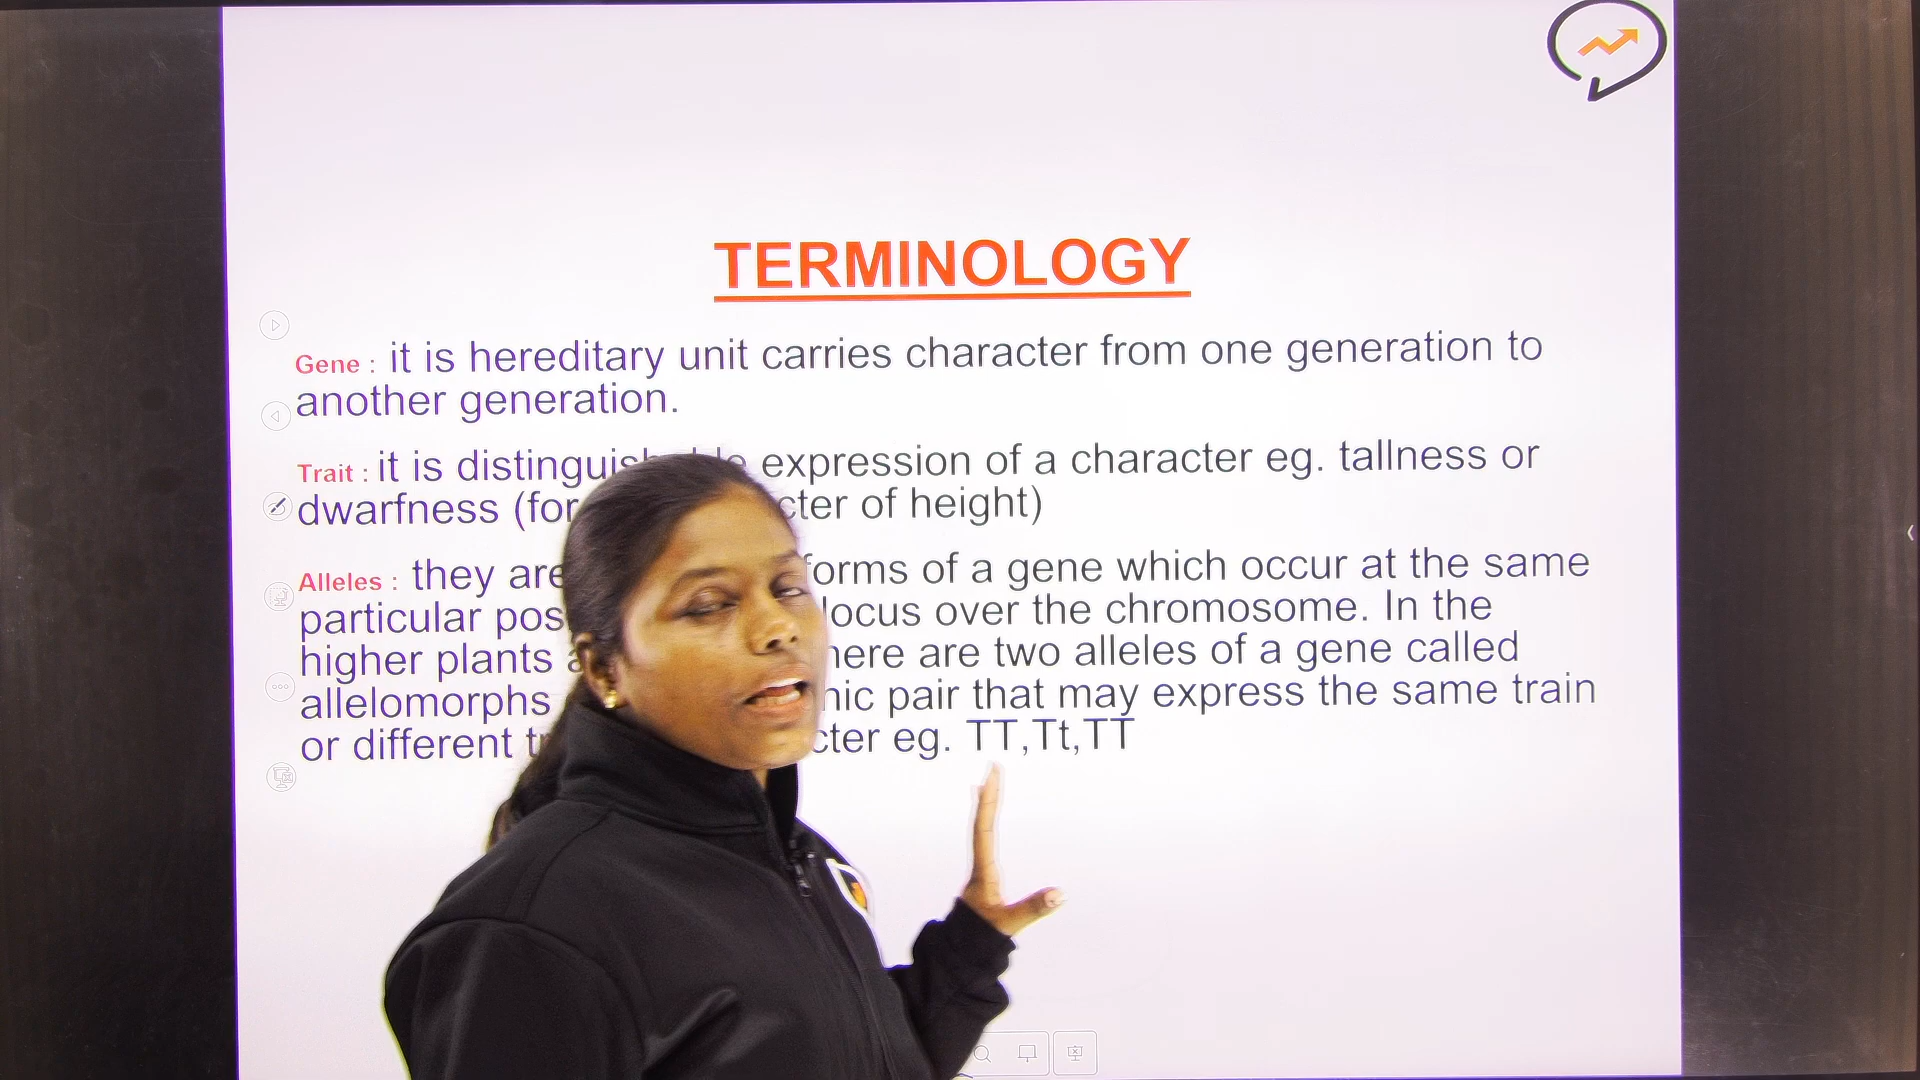 TERMINOLOGY
Gene : it is hereditary unit carries character from one generation to
another generation.
Trait : it is distinguishable expression of a character eg. tallness or
dwarfness (for cter of height)
Alleles : they are forms of a gene which occur at the same
particular pos locus over the chromosome. In the
higher plants here are two alleles of a gene called
allelomorphs nic pair that may express the same train
or different cter eg. TT,Tt,TT